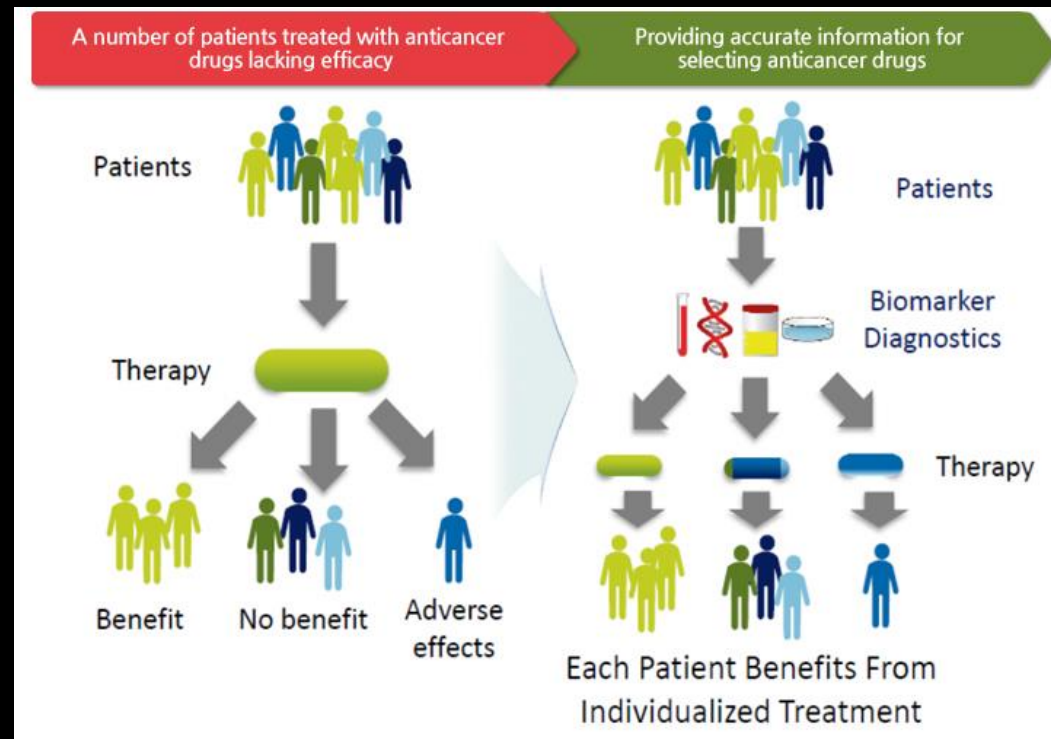 A number of patients treated with anticancer
drugs lacking efficacy
Providing accurate information for
selecting anticancer drugs
Patients
Therapy
Benefit
No benefit
Adverse
effects
Patients
Biomarker
Diagnostics
Therapy
Each Patient Benefits From
Individualized Treatment